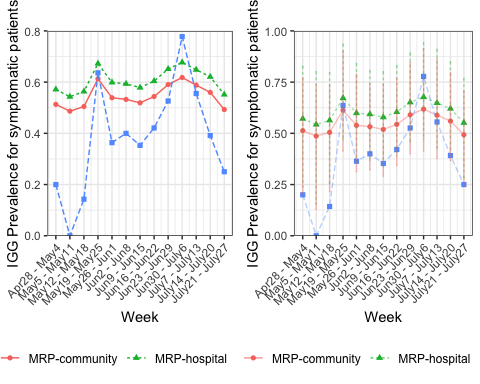 IGG Prevalence for symptomatic patients
0.8
0.6
0.4
0.2
0.0
Apr28 - May4
May5 - May11
May12 - May18
May19 - May25
May26 - Jun1
Jun2 - Jun8
Jun9 - Jun15
Jun16 - Jun22
Jun23 - Jun29
Jun30 - July6
July7 - July13
July14 - July20
July21 - July27
Week
IGG Prevalence for symptomatic patients
1.00
0.75
0.50
0.25
0.00
Apr28 - May4
May5 - May11
May12 - May18
May19 - May25
May26 - Jun1
Jun2 - Jun8
Jun9 - Jun15
Jun16 - Jun22
Jun23 - Jun29
Jun30 - July6
July7 - July13
July14 - July20
July21 - July27
Week
MRP-community MRP-hospital
MRP-community MRP-hospital